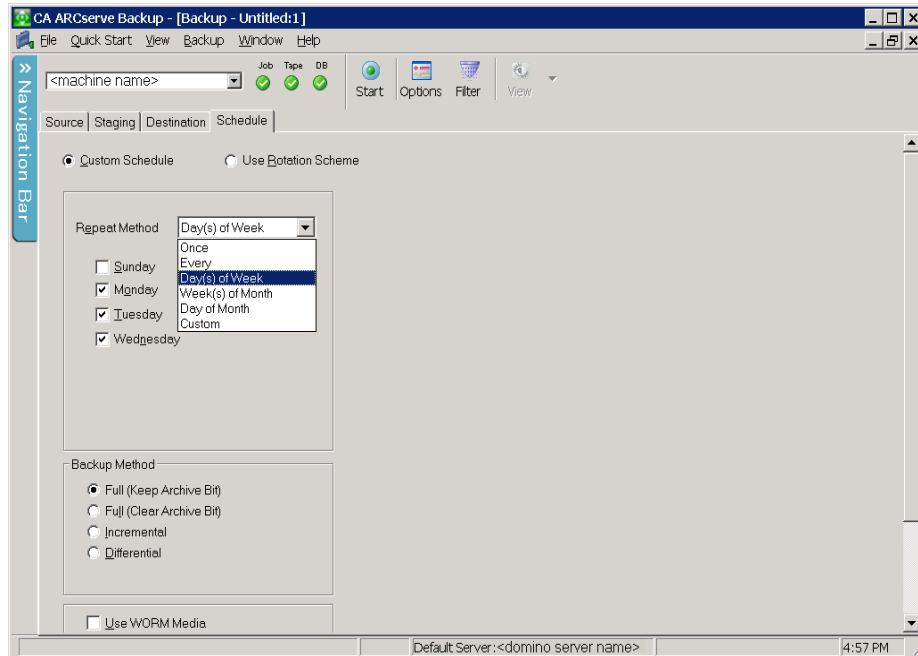 CA ARCserve Backup - [Backup - Untitled:1]
File Quick Start View Backup Window Help
<machine name>
Job Tape DB
Start Options Filter View
» Navigation Bar
Source Staging Destination Schedule
Custom Schedule Use Rotation Scheme
Repeat Method Day(s) of Week
Once
Every
Day(s) of Week
Week(s) of Month
Day of Month
Custom
Sunday
Monday
Tuesday
Wednesday
Backup Method
Full (Keep Archive Bit)
Full (Clear Archive Bit)
Incremental
Differential
Use WORM Media
Default Server:<domino server name>
4:57 PM